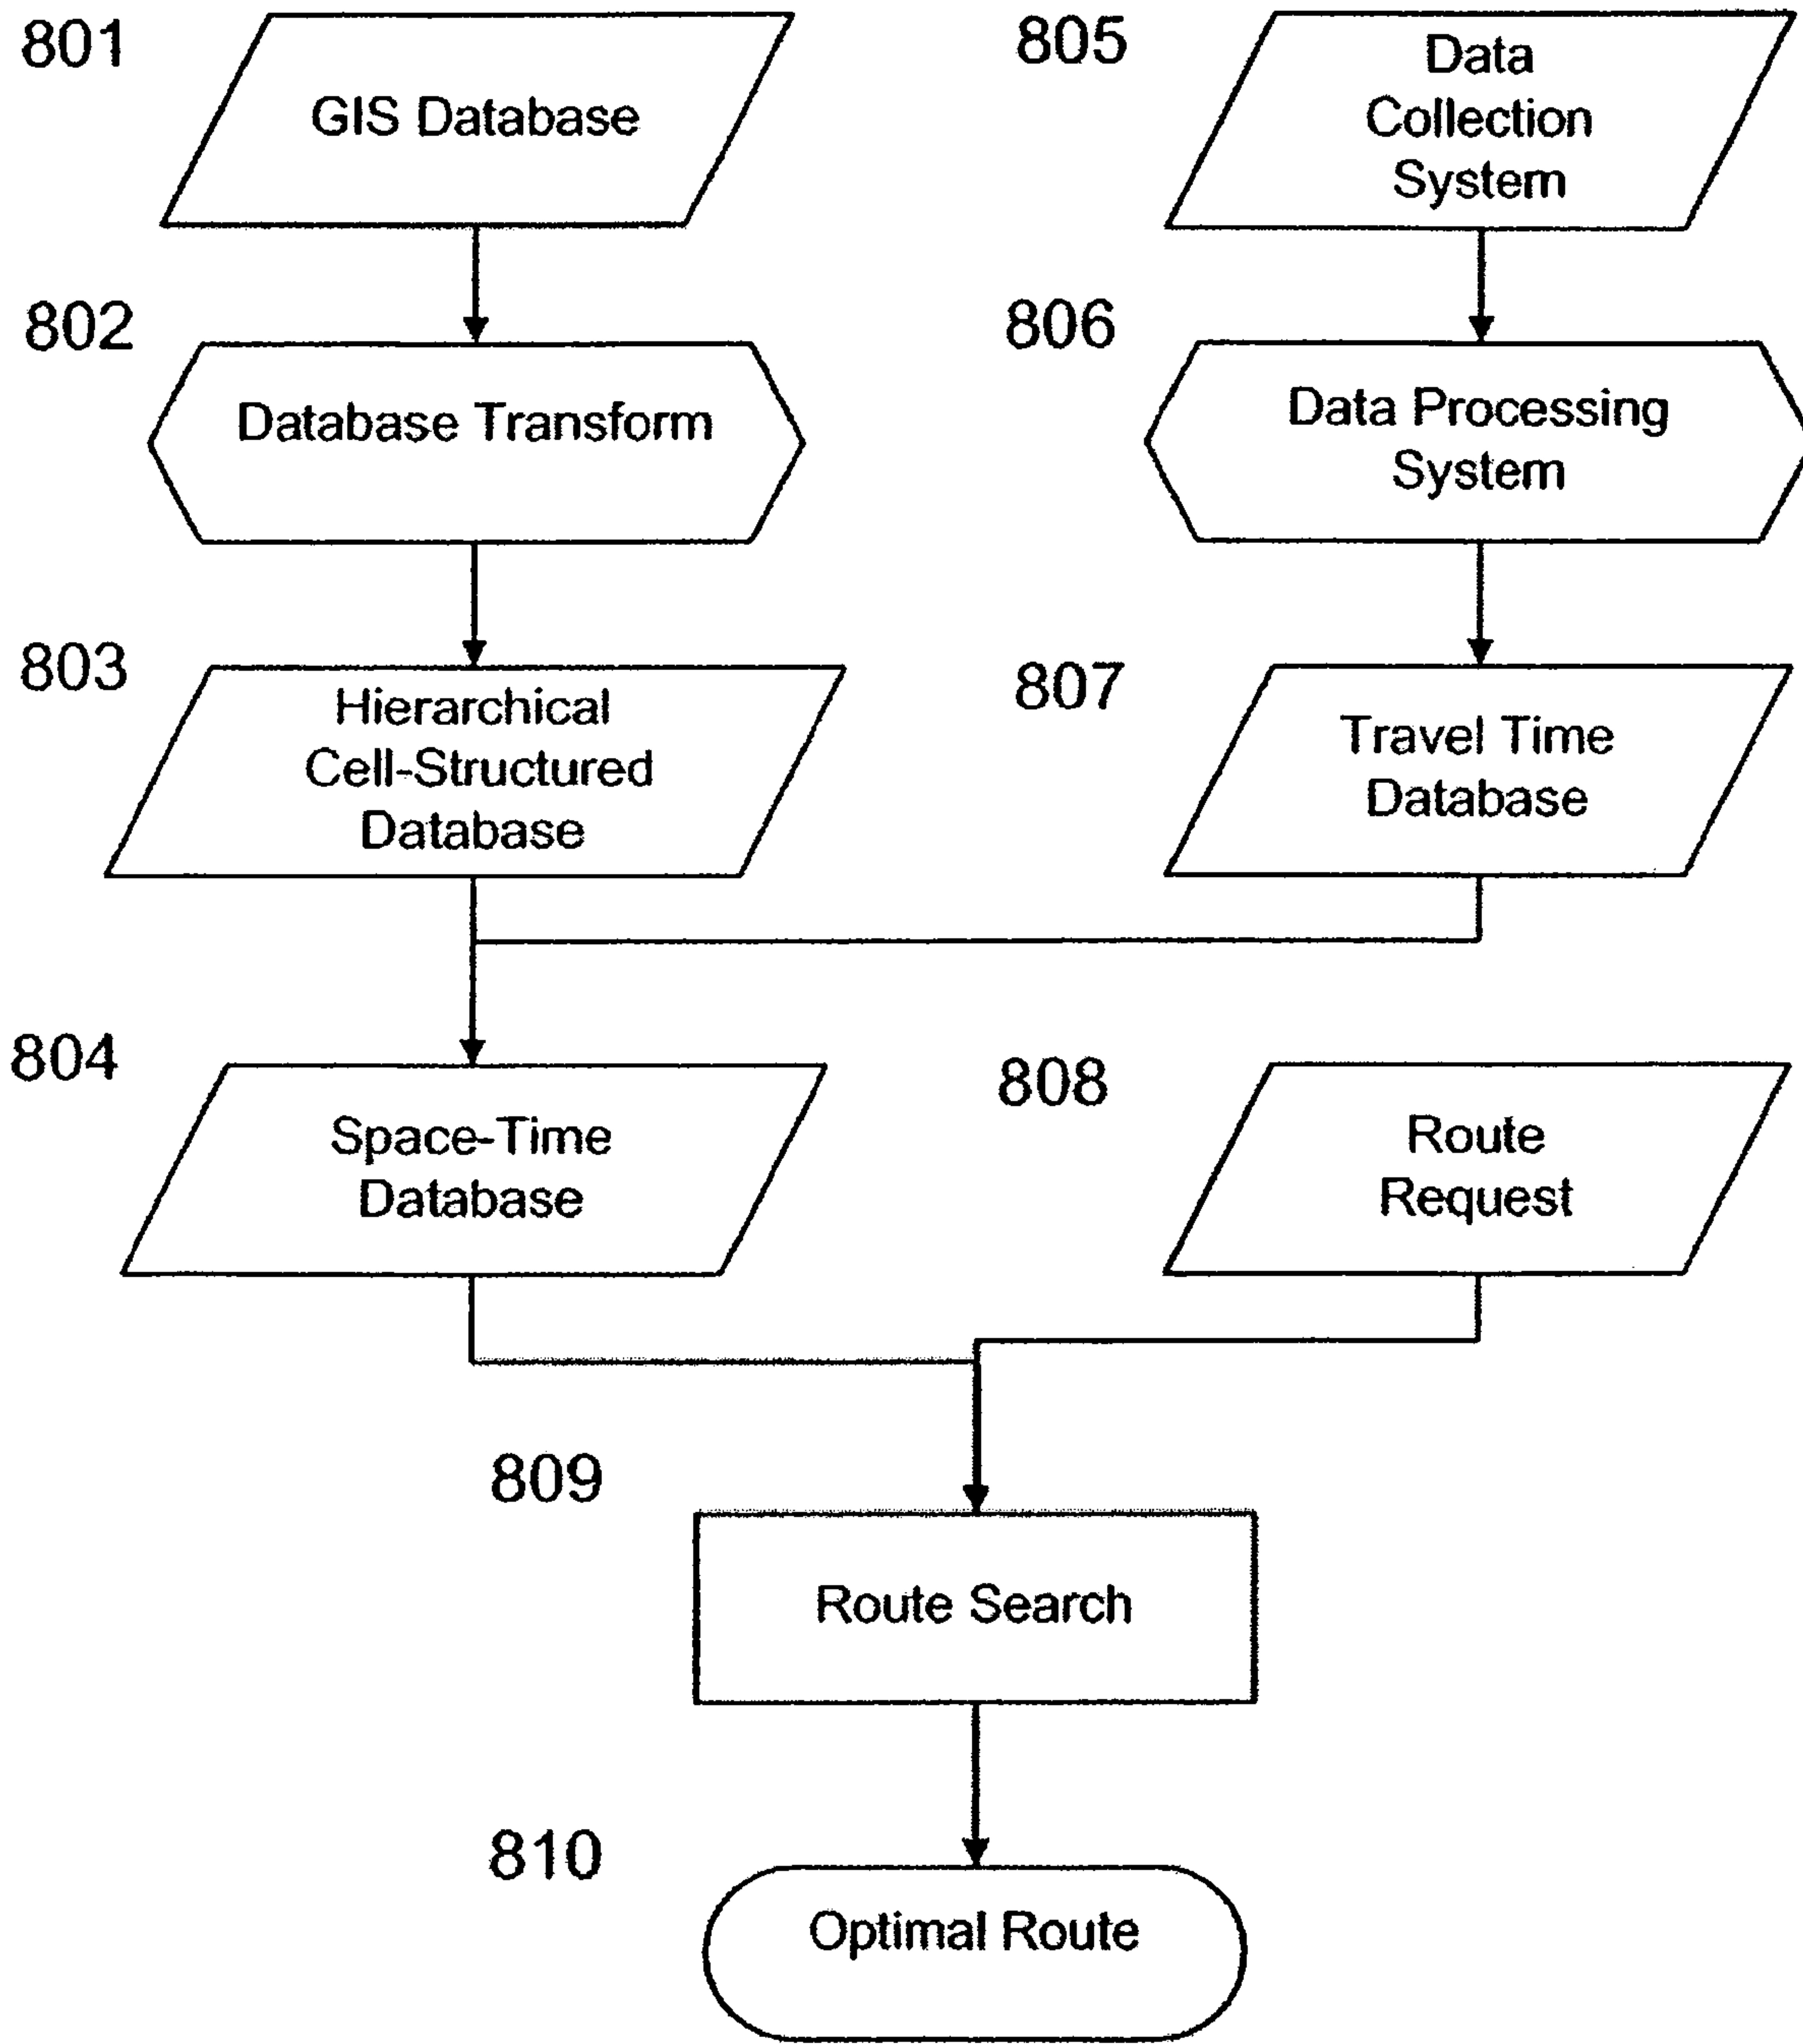 801
GIS Database
802
Database Transform
803
Hierarchical
Cell-Structured
Database
804
Space-Time
Database
805
Data
Collection
System
806
Data Processing
System
807
Travel Time
Database
808
Route
Request
809
Route Search
810
Optimal Route